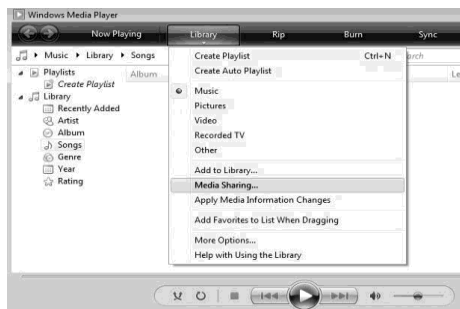 Windows Media Player
Now Playing Library Rip Burn Sync
Music Library Songs
Playlists
Create Playlist
Library
Recently Added
Artist
Album
Songs
Genre
Year
Rating
Album
Create Playlist Ctrl+N
Create Auto Playlist
Music
Pictures
Video
Recorded TV
Other
Add to Library...
Media Sharing...
Apply Media Information Changes
Add Favorites to List When Dragging
More Options...
Help with Using the Library